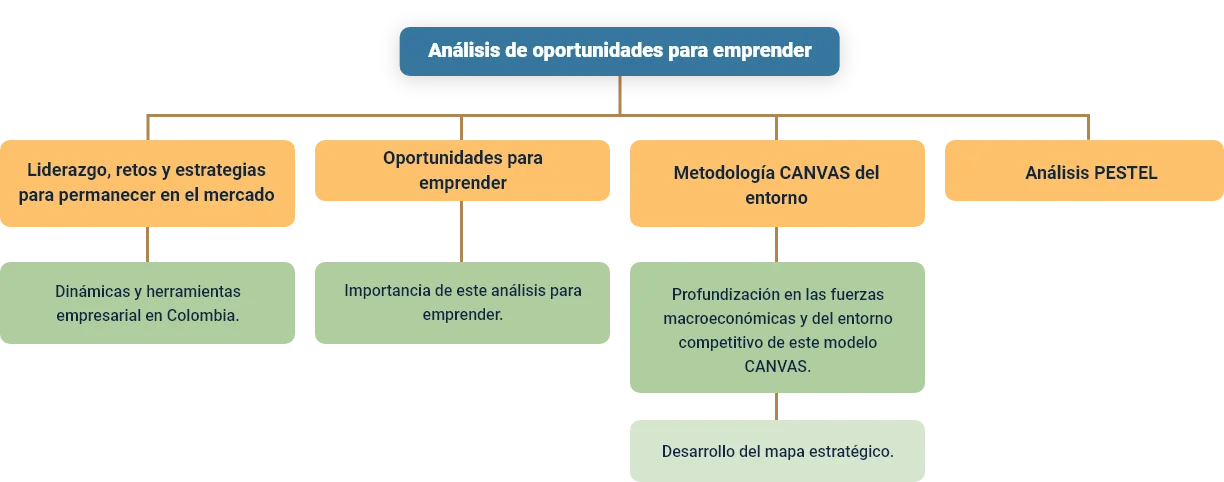 Análisis de oportunidades para emprender
Liderazgo, retos y estrategias
para permanecer en el mercado
Oportunidades para
emprender
Metodología CANVAS del
entorno
Análisis PESTEL
Dinámicas y herramientas
empresarial en Colombia.
Importancia de este análisis para
emprender.
Profundización en las fuerzas
macroeconómicas y del entorno
competitivo de este modelo
CANVAS.
Desarrollo del mapa estratégico.